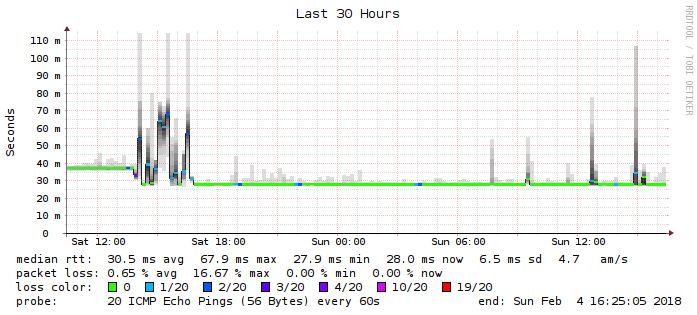 Last 30 Hours
RRDTOOL / TOBI OETIKER
Seconds
110 m
100 m
90 m
80 m
70 m
60 m
50 m
40 m
30 m
20 m
10 m
0
Sat 12:00 Sat 18:00 Sun 00:00 Sun 06:00 Sun 12:00
median rtt: 30.5 ms avg 67.9 ms max 27.9 ms min 28.0 ms now 6.5 ms sd 4.7 am/s
packet loss: 0.65 % avg 16.67 % max 0.00 % min 0.00 % now
loss color: 0 1/20 2/20 3/20 4/20 10/20 19/20
probe: 20 ICMP Echo Pings (56 Bytes) every 60s end: Sun Feb 4 16:25:05 2018